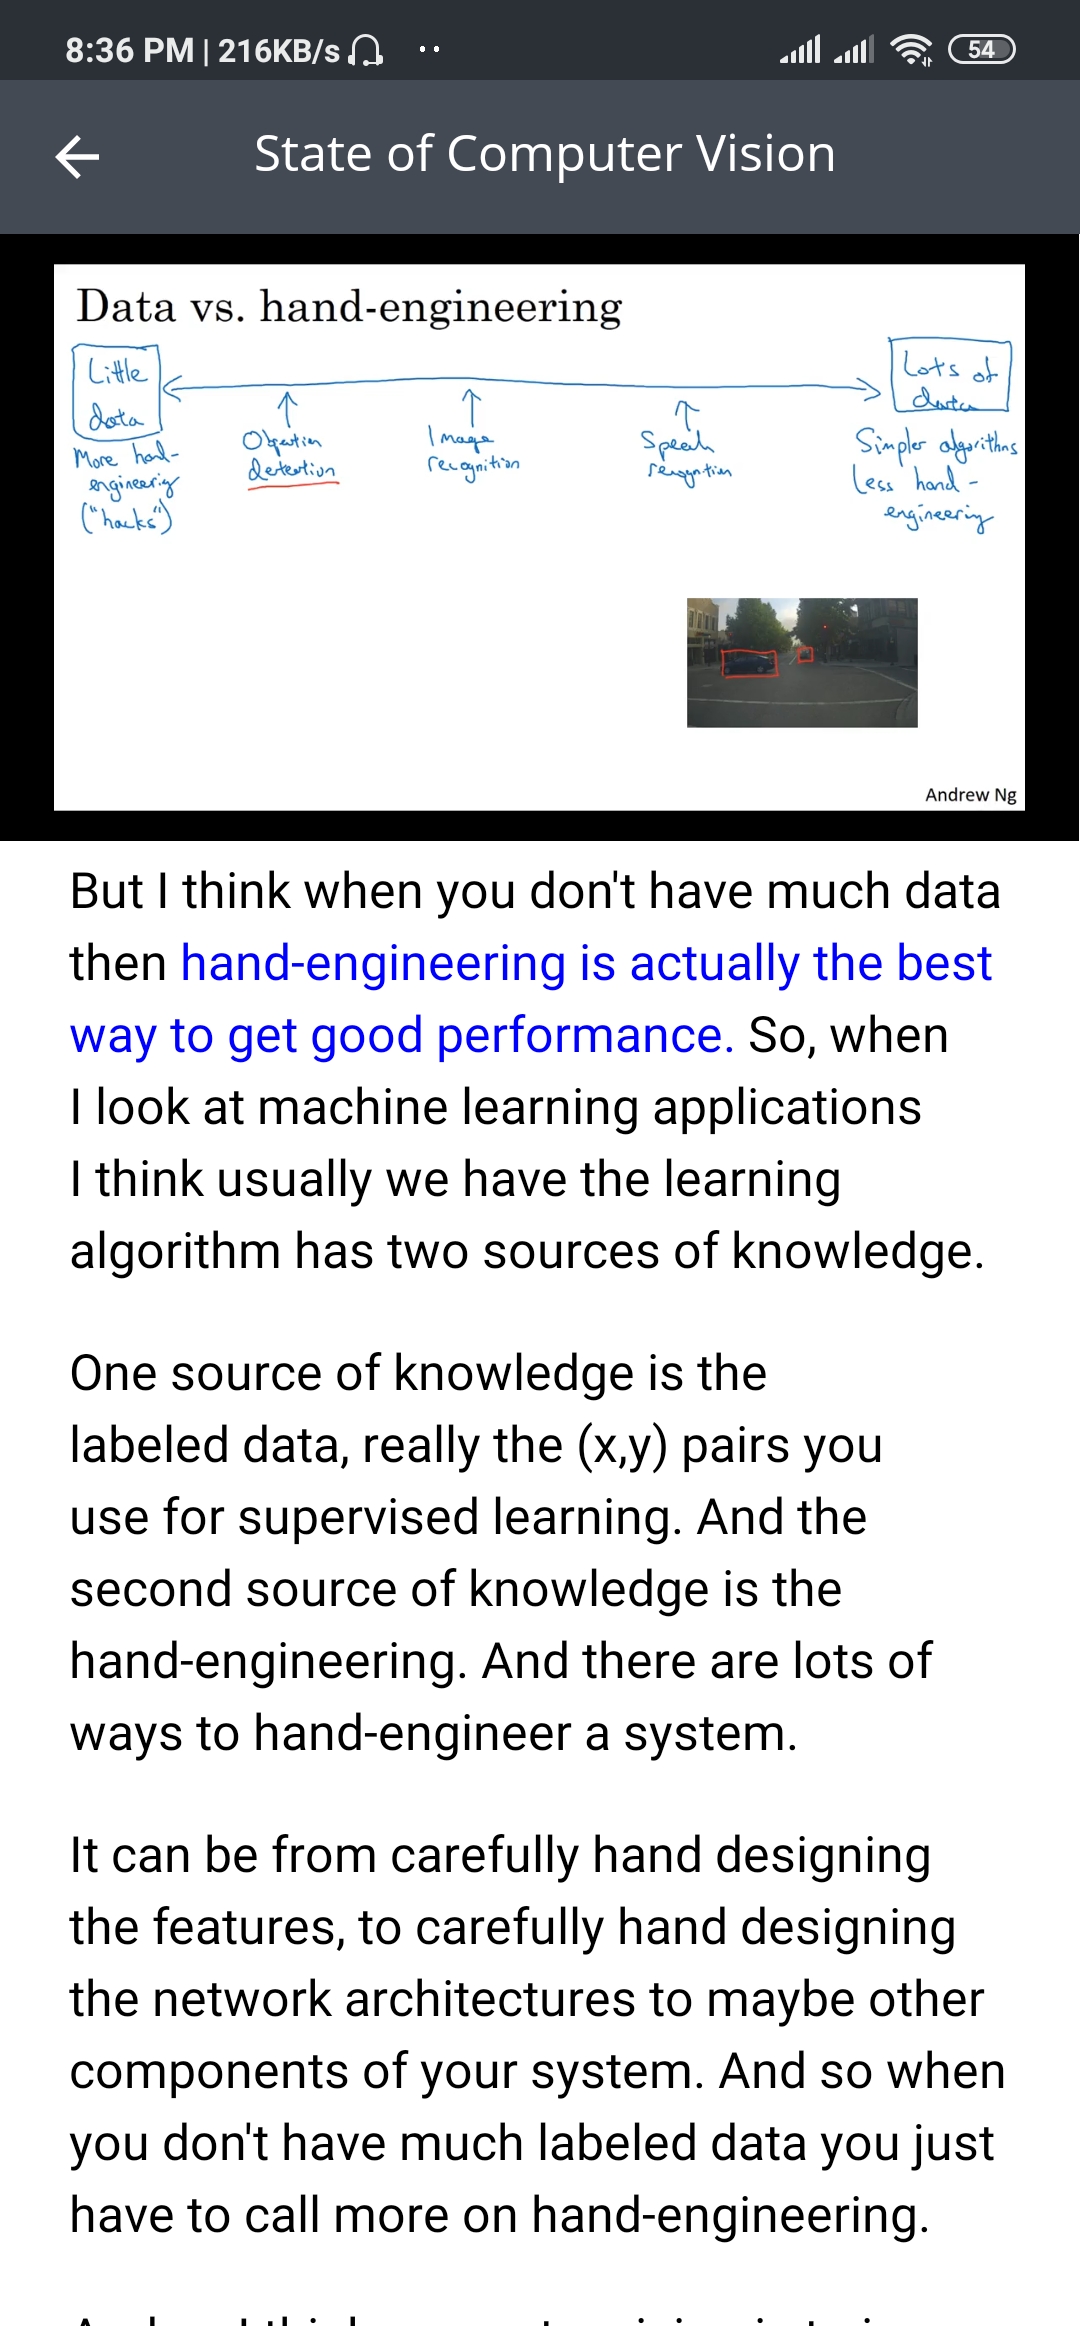 8:36 PM | 216KB/s
54
State of Computer Vision
Data vs. hand-engineering
Little data
Lots of data
More hand-engineering ("hacks")
Object detection
Image recognition
Speech recognition
Simpler algorithms
Less hand-engineering
Andrew Ng
But I think when you don't have much data
then hand-engineering is actually the best
way to get good performance. So, when
I look at machine learning applications
I think usually we have the learning
algorithm has two sources of knowledge.
One source of knowledge is the
labeled data, really the (x,y) pairs you
use for supervised learning. And the
second source of knowledge is the
hand-engineering. And there are lots of
ways to hand-engineer a system.
It can be from carefully hand designing
the features, to carefully hand designing
the network architectures to maybe other
components of your system. And so when
you don't have much labeled data you just
have to call more on hand-engineering.